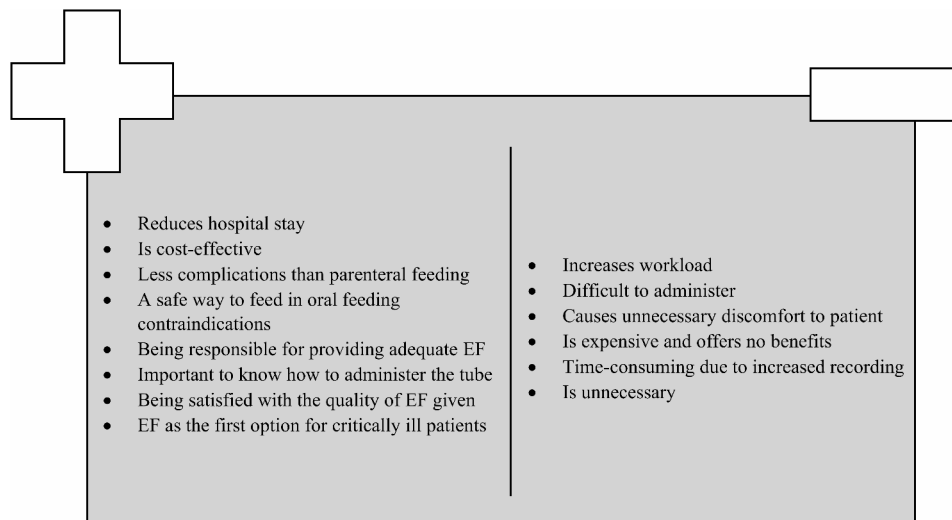 • Reduces hospital stay
• Is cost-effective
• Less complications than parenteral feeding
• A safe way to feed in oral feeding
contraindications
• Being responsible for providing adequate EF
• Important to know how to administer the tube
• Being satisfied with the quality of EF given
• EF as the first option for critically ill patients
• Increases workload
• Difficult to administer
• Causes unnecessary discomfort to patient
• Is expensive and offers no benefits
• Time-consuming due to increased recording
• Is unnecessary